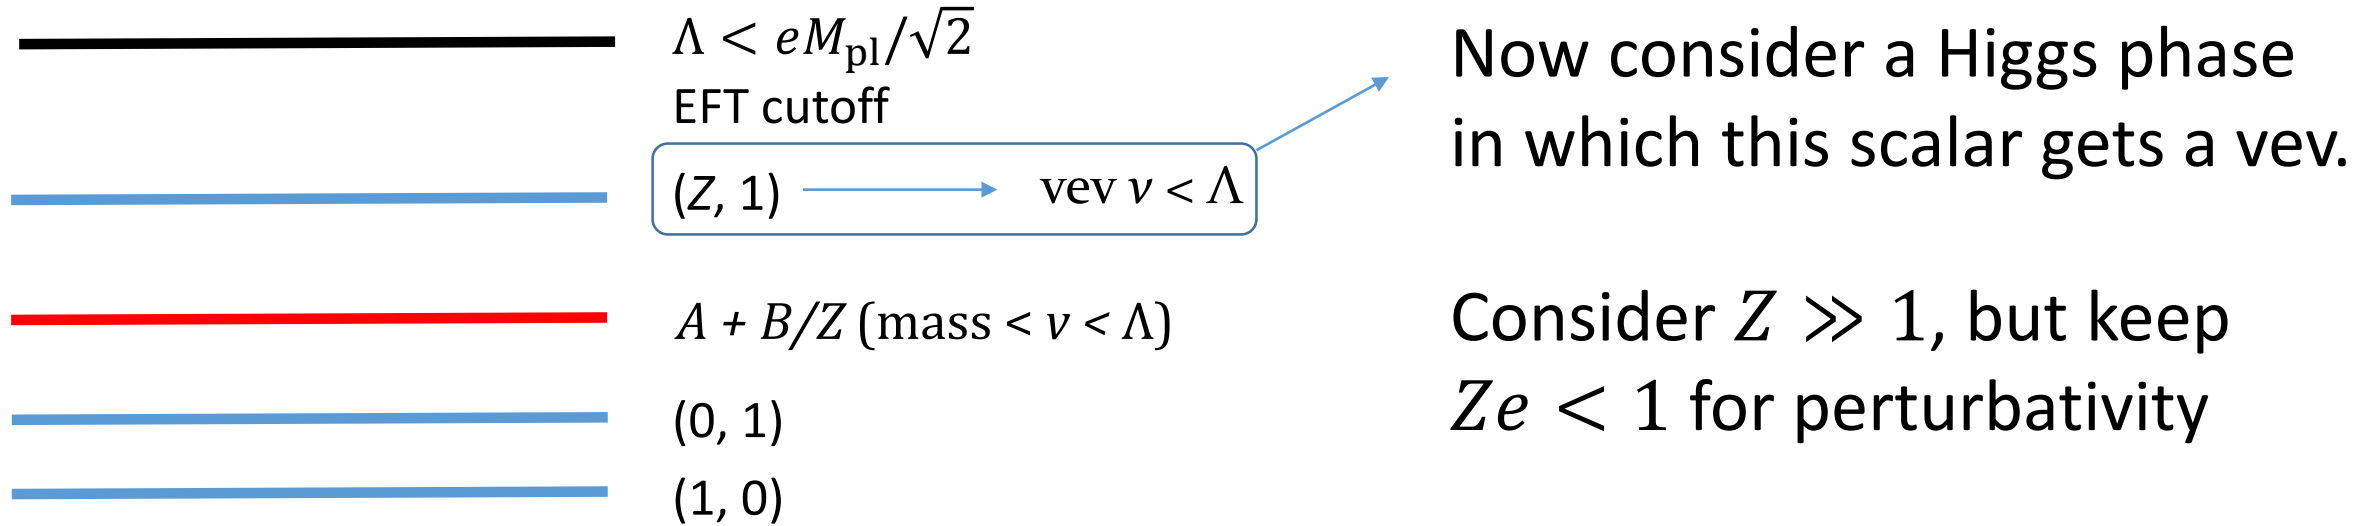 Λ < eM_pl/√2
EFT cutoff
(Z, 1) vev v < Λ
A + B/Z (mass < v < Λ)
(0, 1)
(1, 0)
Now consider a Higgs phase
in which this scalar gets a vev.
Consider Z ≫ 1, but keep
Ze < 1 for perturbativity